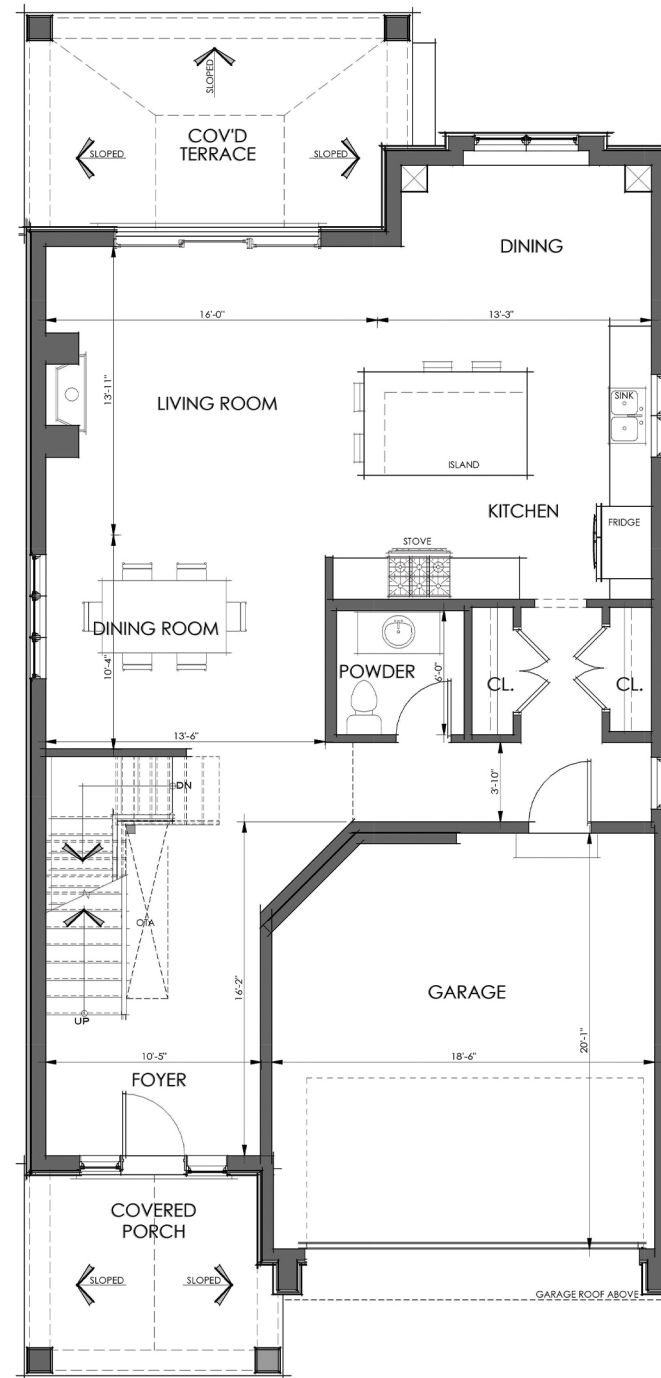 SLOPED
COV'D
TERRACE
SLOPED
SLOPED
DINING
16'-0"
13'-3"
13'-11"
LIVING ROOM
SINK
ISLAND
KITCHEN
FRIDGE
STOVE
DINING ROOM
10'-4"
POWDER
6'-0"
CL.
CL.
13'-6"
3'-10"
DN
OTA
16'-2"
UP
GARAGE
20'-1"
10'-5"
18'-6"
FOYER
COVERED
PORCH
SLOPED
SLOPED
GARAGE ROOF ABOVE